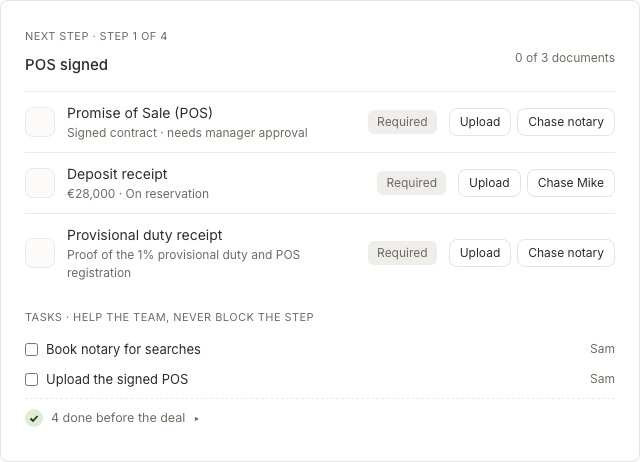 NEXT STEP · STEP 1 OF 4
POS signed
0 of 3 documents
Promise of Sale (POS)
Signed contract · needs manager approval
Required
Upload
Chase notary
Deposit receipt
€28,000 · On reservation
Required
Upload
Chase Mike
Provisional duty receipt
Proof of the 1% provisional duty and POS
registration
Required
Upload
Chase notary
TASKS · HELP THE TEAM, NEVER BLOCK THE STEP
Book notary for searches
Sam
Upload the signed POS
Sam
4 done before the deal